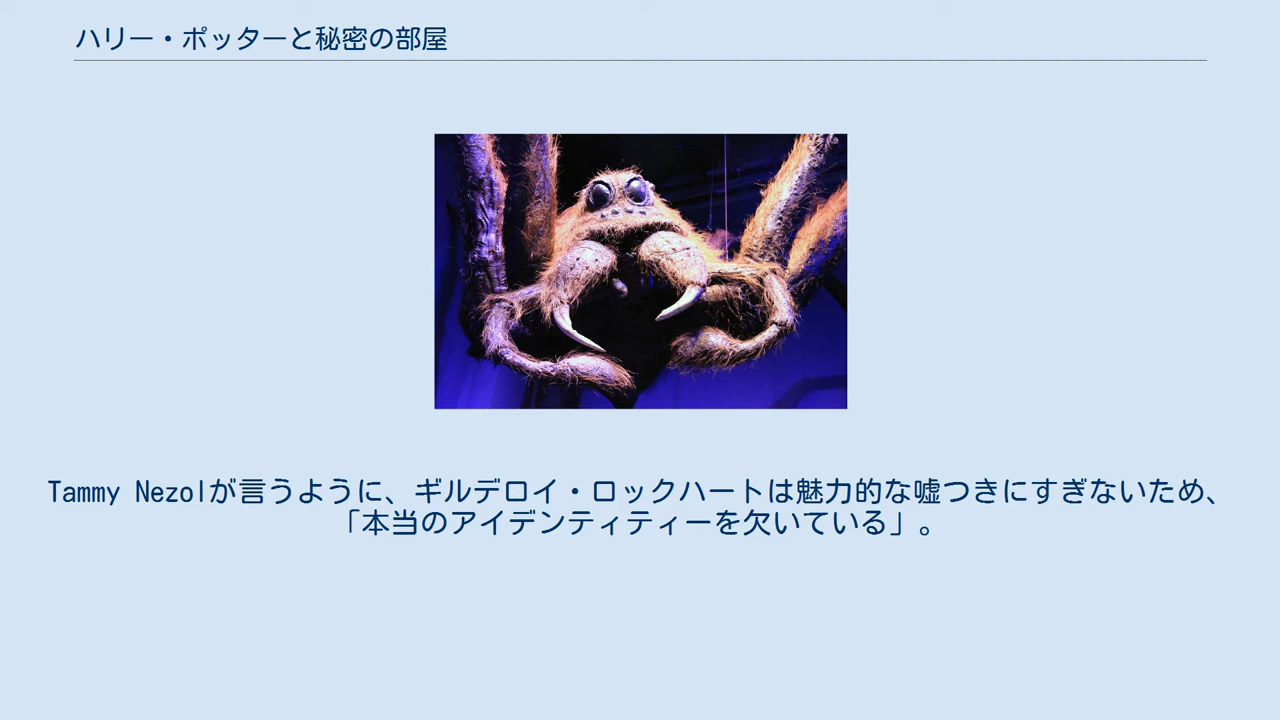 ハリー・ポッターと秘密の部屋
Tammy Nezolが言うように、ギルデロイ・ロックハートは魅力的な嘘つきにすぎないため、
「本当のアイデンティティーを欠いている」。